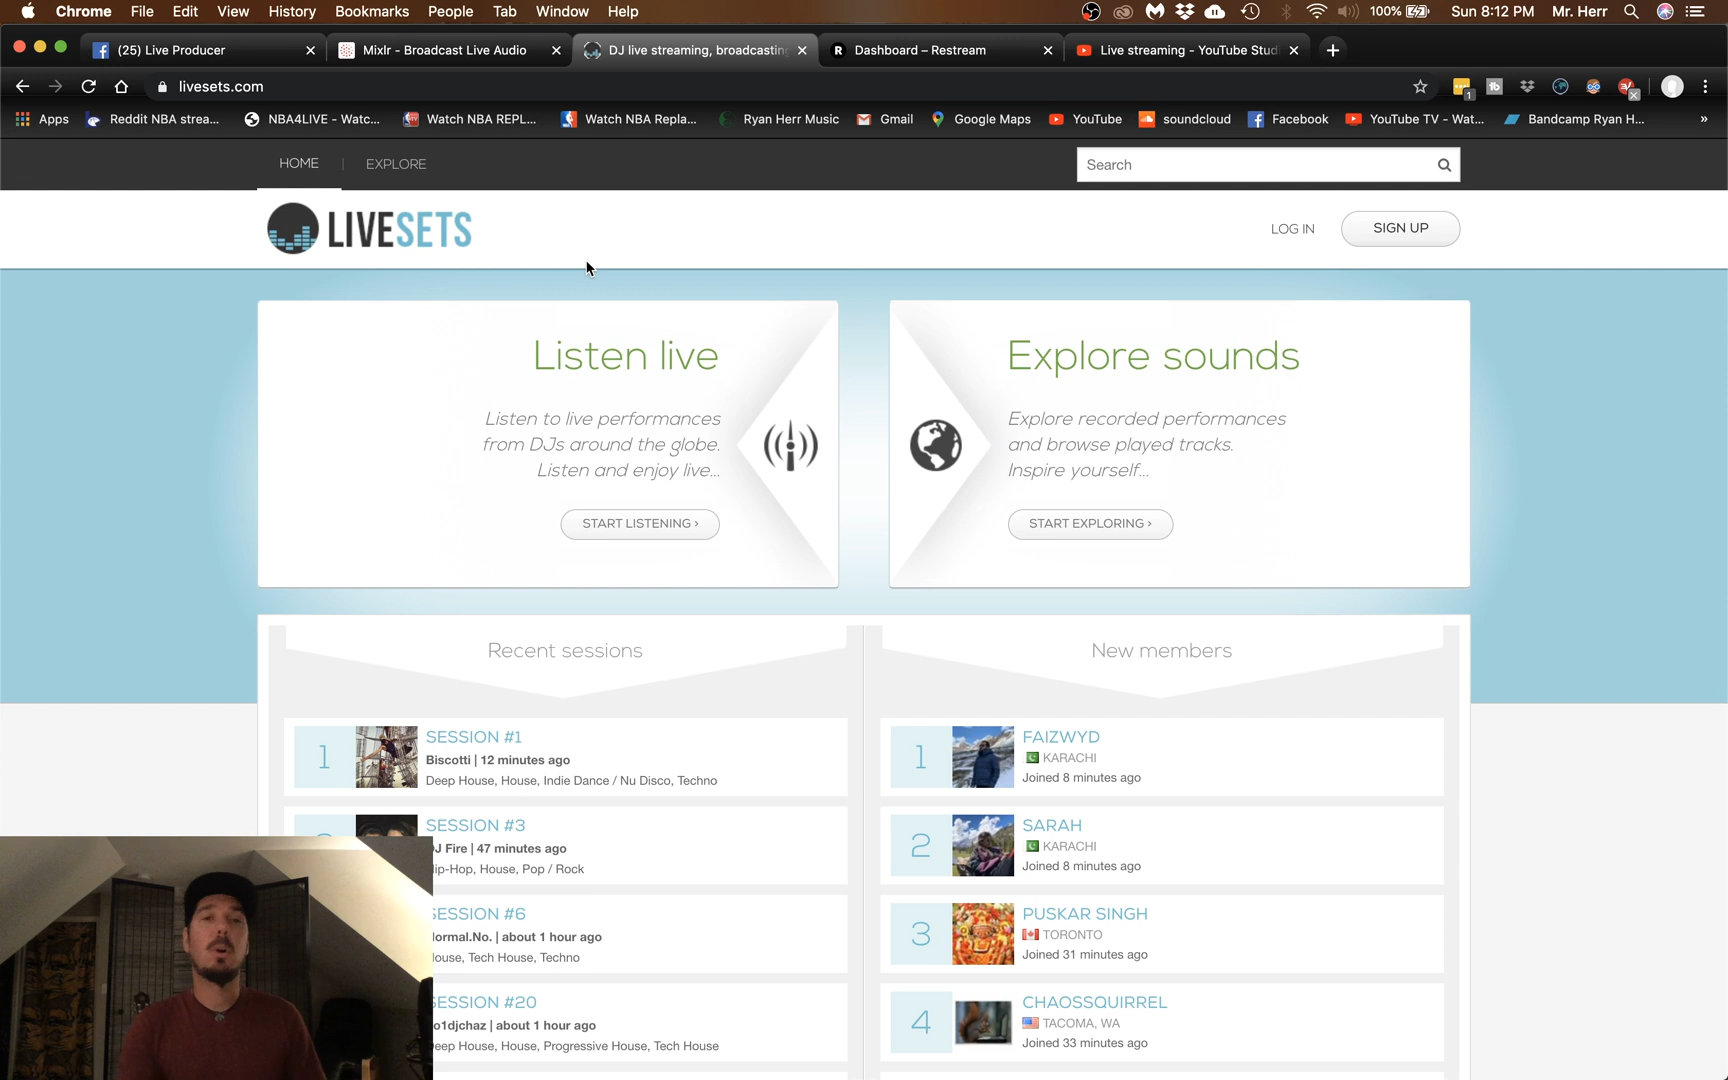 Chrome File Edit View History Bookmarks People Tab Window Help 100% Sun 8:12 PM Mr. Herr
(25) Live Producer
Mixlr - Broadcast Live Audio
DJ live streaming, broadcasting
Dashboard – Restream
Live streaming - YouTube Studi
livesets.com
Apps Reddit NBA strea... NBA4LIVE - Watc... Watch NBA REPL... Watch NBA Repla... Ryan Herr Music Gmail Google Maps YouTube soundcloud Facebook YouTube TV - Wat... Bandcamp Ryan H... »
HOME | EXPLORE
Search
LIVESETS
LOG IN
SIGN UP
Listen live
Listen to live performances
from DJs around the globe.
Listen and enjoy live...
START LISTENING ›
Explore sounds
Explore recorded performances
and browse played tracks.
Inspire yourself...
START EXPLORING ›
Recent sessions
1
SESSION #1
Biscotti | 12 minutes ago
Deep House, House, Indie Dance / Nu Disco, Techno
SESSION #3
DJ Fire | 47 minutes ago
Hip-Hop, House, Pop / Rock
SESSION #6
Normal.No. | about 1 hour ago
House, Tech House, Techno
SESSION #20
o1djchaz | about 1 hour ago
Deep House, House, Progressive House, Tech House
New members
1
FAIZWYD
KARACHI
Joined 8 minutes ago
2
SARAH
KARACHI
Joined 8 minutes ago
3
PUSKAR SINGH
TORONTO
Joined 31 minutes ago
4
CHAOSSQUIRREL
TACOMA, WA
Joined 33 minutes ago